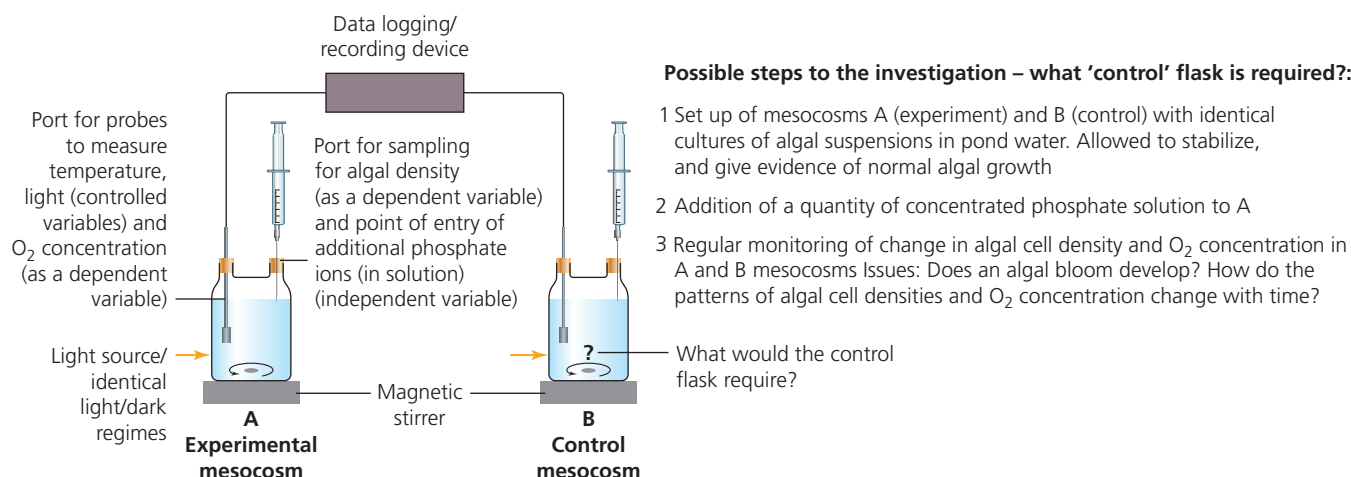 Data logging/
recording device
Port for probes
to measure
temperature,
light (controlled
variables) and
O₂ concentration
(as a dependent
variable)
Port for sampling
for algal density
(as a dependent variable)
and point of entry of
additional phosphate
ions (in solution)
(independent variable)
Light source/
identical
light/dark
regimes
Magnetic
stirrer
?
What would the control
flask require?
A
Experimental
mesocosm
B
Control
mesocosm
Possible steps to the investigation – what ‘control’ flask is required?:
1 Set up of mesocosms A (experiment) and B (control) with identical
cultures of algal suspensions in pond water. Allowed to stabilize,
and give evidence of normal algal growth
2 Addition of a quantity of concentrated phosphate solution to A
3 Regular monitoring of change in algal cell density and O₂ concentration in
A and B mesocosms Issues: Does an algal bloom develop? How do the
patterns of algal cell densities and O₂ concentration change with time?